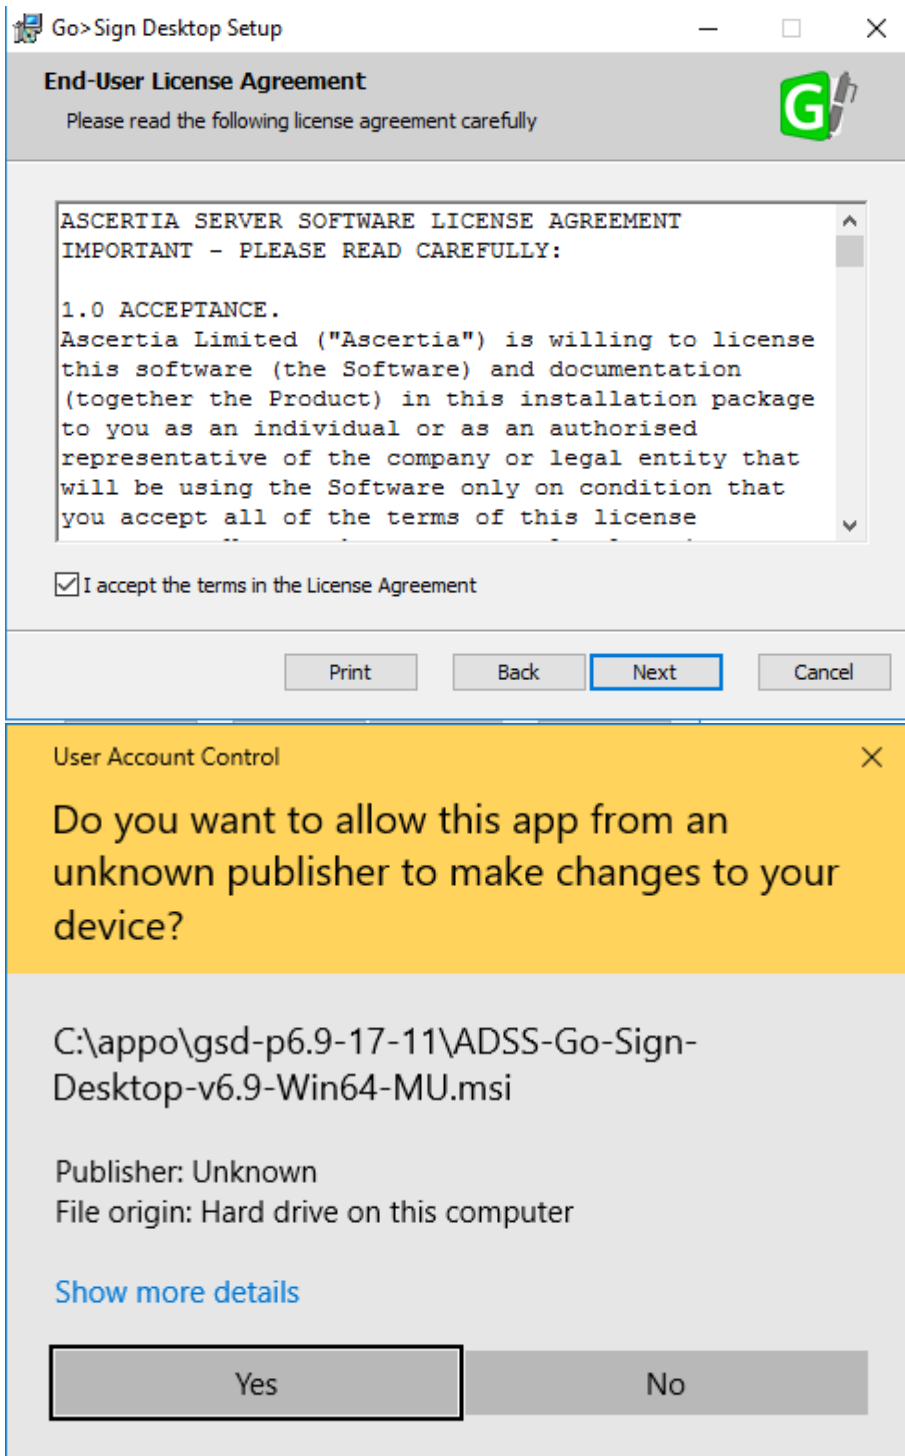 Go>Sign Desktop Setup
End-User License Agreement
Please read the following license agreement carefully
G
ASCERTIA SERVER SOFTWARE LICENSE AGREEMENT
IMPORTANT - PLEASE READ CAREFULLY:
1.0 ACCEPTANCE.
Ascertia Limited ("Ascertia") is willing to license
this software (the Software) and documentation
(together the Product) in this installation package
to you as an individual or as an authorised
representative of the company or legal entity that
will be using the Software only on condition that
you accept all of the terms of this license
I accept the terms in the License Agreement
Print Back Next Cancel
User Account Control
Do you want to allow this app from an
unknown publisher to make changes to your
device?
C:\appo\gsd-p6.9-17-11\ADSS-Go-Sign-
Desktop-v6.9-Win64-MU.msi
Publisher: Unknown
File origin: Hard drive on this computer
Show more details
Yes No